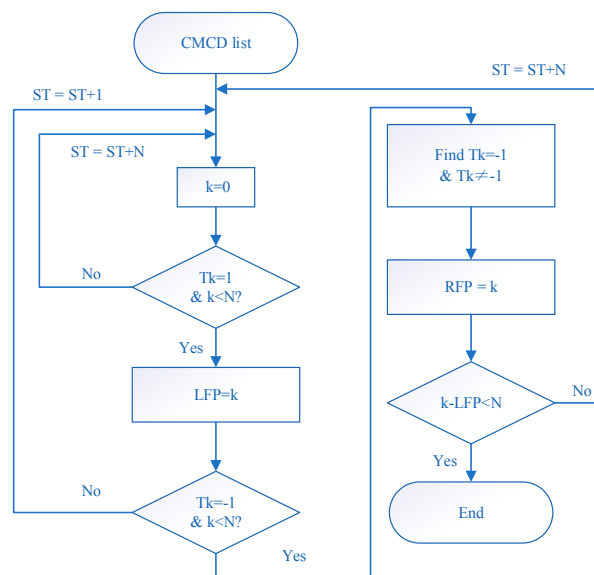 CMCD list
ST = ST+1
ST = ST+N
k=0
No
Tk=1
& k<N?
Yes
LFP=k
No
Tk=-1
& k<N?
Yes
ST = ST+N
Find Tk=-1
& Tk≠-1
RFP = k
k-LFP<N
No
Yes
End